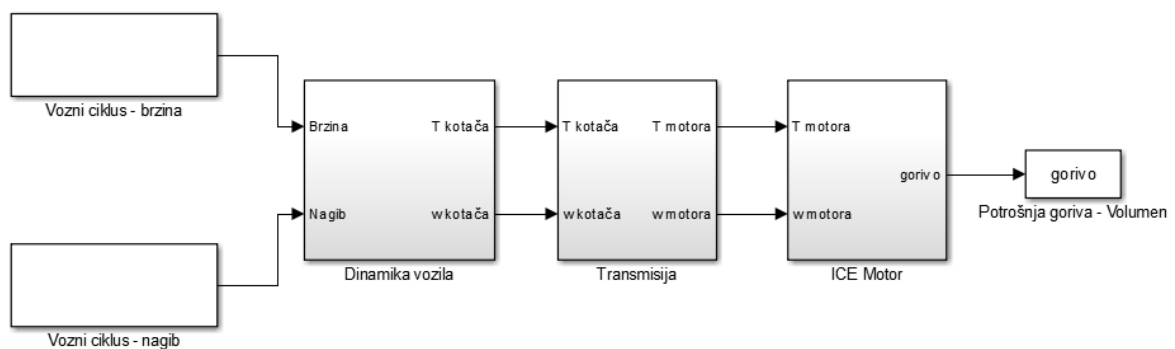 Vozni ciklus - brzina
Brzina
T kotača
T kotača
T motora
T motora
gorivo
gorivo
Nagib
w kotača
w kotača
w motora
w motora
Potrošnja goriva - Volumen
Dinamika vozila
Transmisija
ICE Motor
Vozni ciklus - nagib